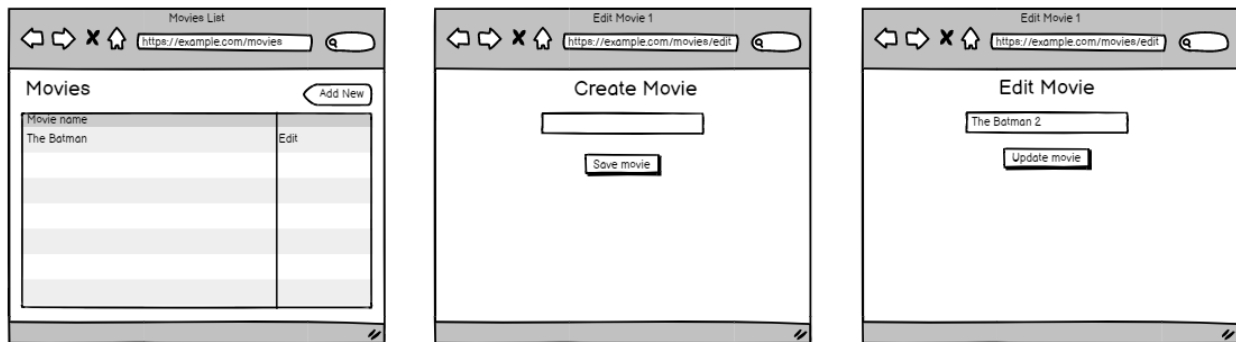 Movies List
https://example.com/movies
Movies
Add New
Movie name
The Batman
Edit
Edit Movie 1
https://example.com/movies/edit
Create Movie
Save movie
Edit Movie 1
https://example.com/movies/edit
Edit Movie
The Batman 2
Update movie